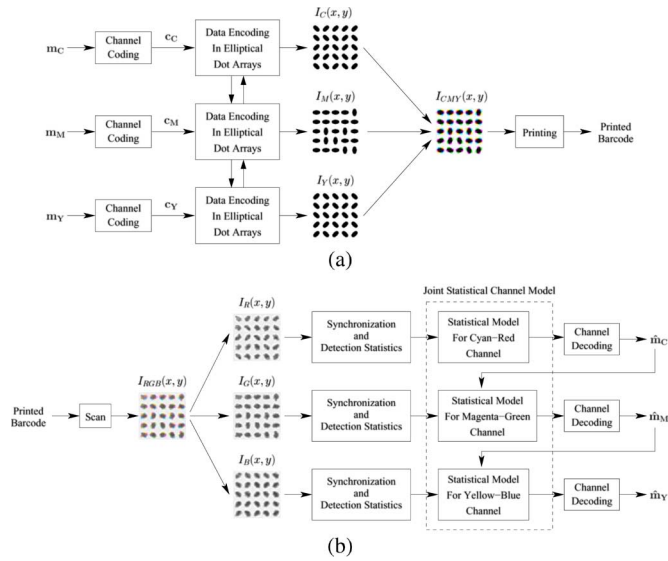 I_C(x, y)
m_C
Channel
Coding
c_C
Data Encoding
In Elliptical
Dot Arrays
I_M(x, y)
I_CMY(x, y)
m_M
Channel
Coding
c_M
Data Encoding
In Elliptical
Dot Arrays
Printing
Printed
Barcode
I_Y(x, y)
m_Y
Channel
Coding
c_Y
Data Encoding
In Elliptical
Dot Arrays
(a)
Joint Statistical Channel Model
I_R(x, y)
Synchronization
and
Detection Statistics
Statistical Model
For Cyan–Red
Channel
Channel
Decoding
m̂_C
I_RGB(x, y)
I_G(x, y)
Printed
Barcode
Scan
Synchronization
and
Detection Statistics
Statistical Model
For Magenta–Green
Channel
Channel
Decoding
m̂_M
I_B(x, y)
Synchronization
and
Detection Statistics
Statistical Model
For Yellow–Blue
Channel
Channel
Decoding
m̂_Y
(b)